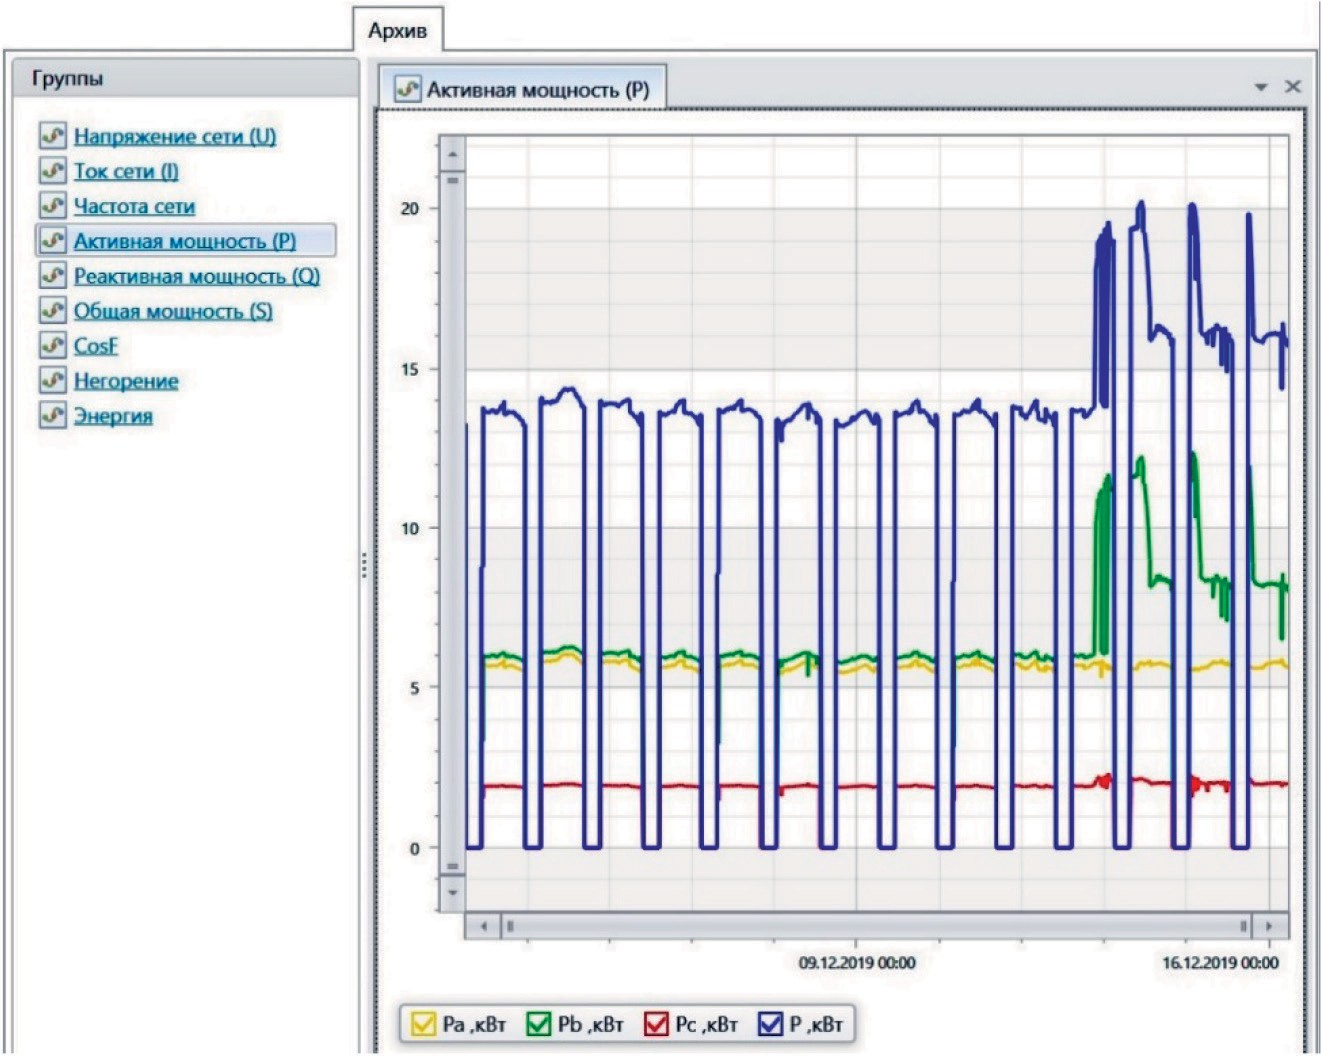 Архив
Группы
Напряжение сети (U)
Ток сети (I)
Частота сети
Активная мощность (P)
Реактивная мощность (Q)
Общая мощность (S)
CosF
Негорение
Энергия
Активная мощность (P)
20
15
10
5
0
09.12.2019 00:00
16.12.2019 00:00
Pa ,кВт
Pb ,кВт
Pc ,кВт
P ,кВт